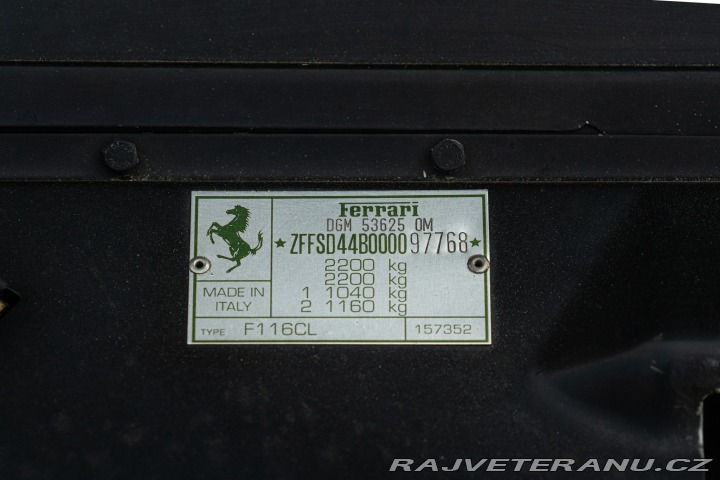 Ferrari
DGM 53625 OM
*ZFFSD44B000097768*
2200 kg
2200 kg
1 1040 kg
2 1160 kg
MADE IN
ITALY
TYPE F116CL 157352
RAJVETERANU.CZ